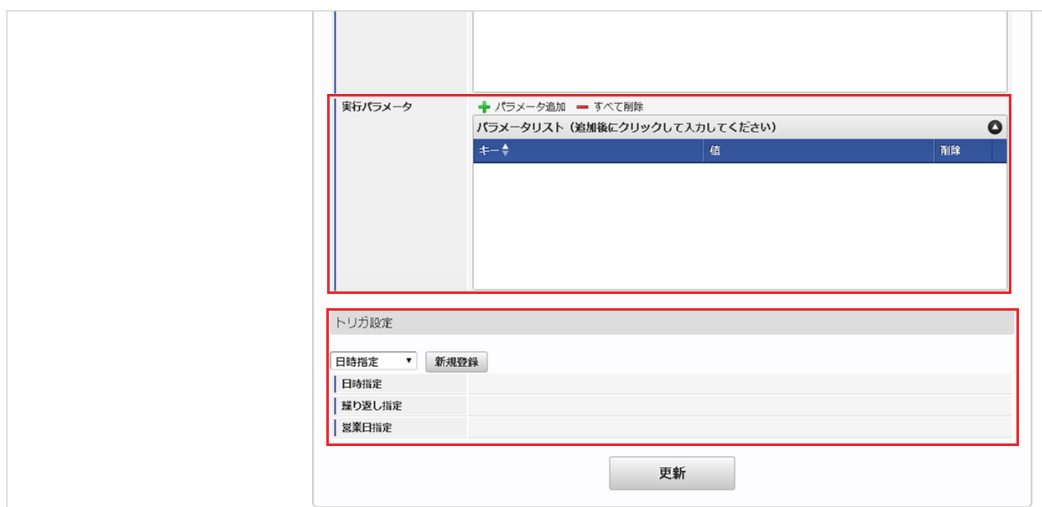 実行パラメータ
パラメータ追加 すべて削除
パラメータリスト（追加後にクリックして入力してください）
キー 値 削除
トリガ設定
日時指定 新規登録
日時指定
繰り返し指定
営業日指定
更新